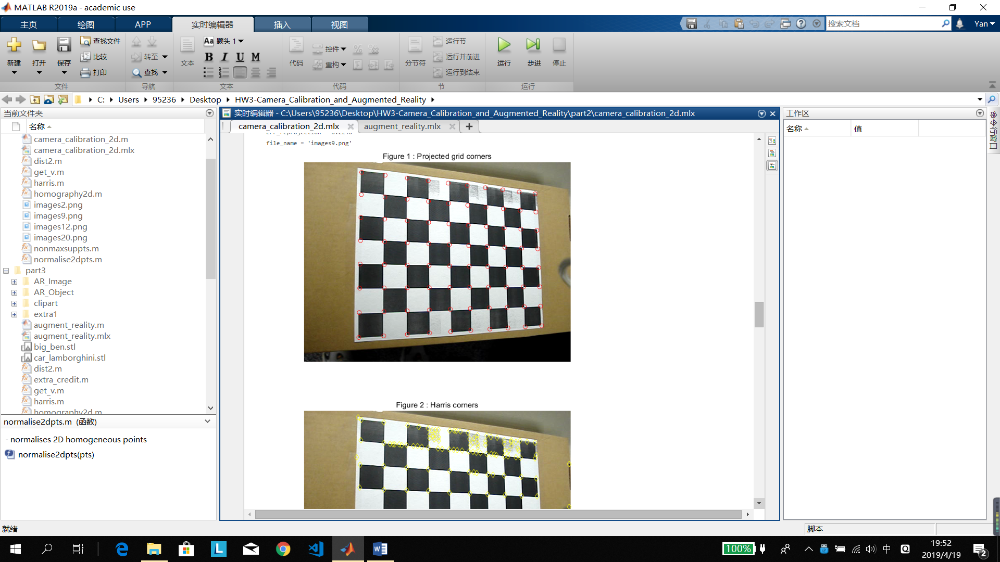 MATLAB R2019a - academic use
主页 绘图 APP 实时编辑器 插入 视图
搜索文档
Yan
新建
打开
保存
查找文件
比较
打印
文件
转至
查找
导航
文本
Aa 题头 1
B I U M
文本
代码
控件
重构
代码
分节符
运行节
运行并前进
运行到结束
节
运行
步进
停止
运行
C: Users 95236 Desktop HW3-Camera_Calibration_and_Augmented_Reality
当前文件夹
名称
camera_calibration_2d.m
camera_calibration_2d.mlx
dist2.m
get_v.m
harris.m
homography2d.m
images2.png
images9.png
images12.png
images20.png
nonmaxsuppts.m
normalise2dpts.m
part3
AR_Image
AR_Object
clipart
extra1
augment_reality.m
augment_reality.mlx
big_ben.stl
car_lamborghini.stl
dist2.m
extra_credit.m
get_v.m
harris.m
homography2d.m
normalise2dpts.m (函数)
- normalises 2D homogeneous points
normalise2dpts(pts)
实时编辑器 - C:\Users\95236\Desktop\HW3-Camera_Calibration_and_Augmented_Reality\part2\camera_calibration_2d.mlx
camera_calibration_2d.mlx
augment_reality.mlx
file_name = 'images9.png'
Figure 1 : Projected grid corners
Figure 2 : Harris corners
工作区
名称
值
命令行窗口
就绪
脚本
100%
中
19:52
2019/4/19
2